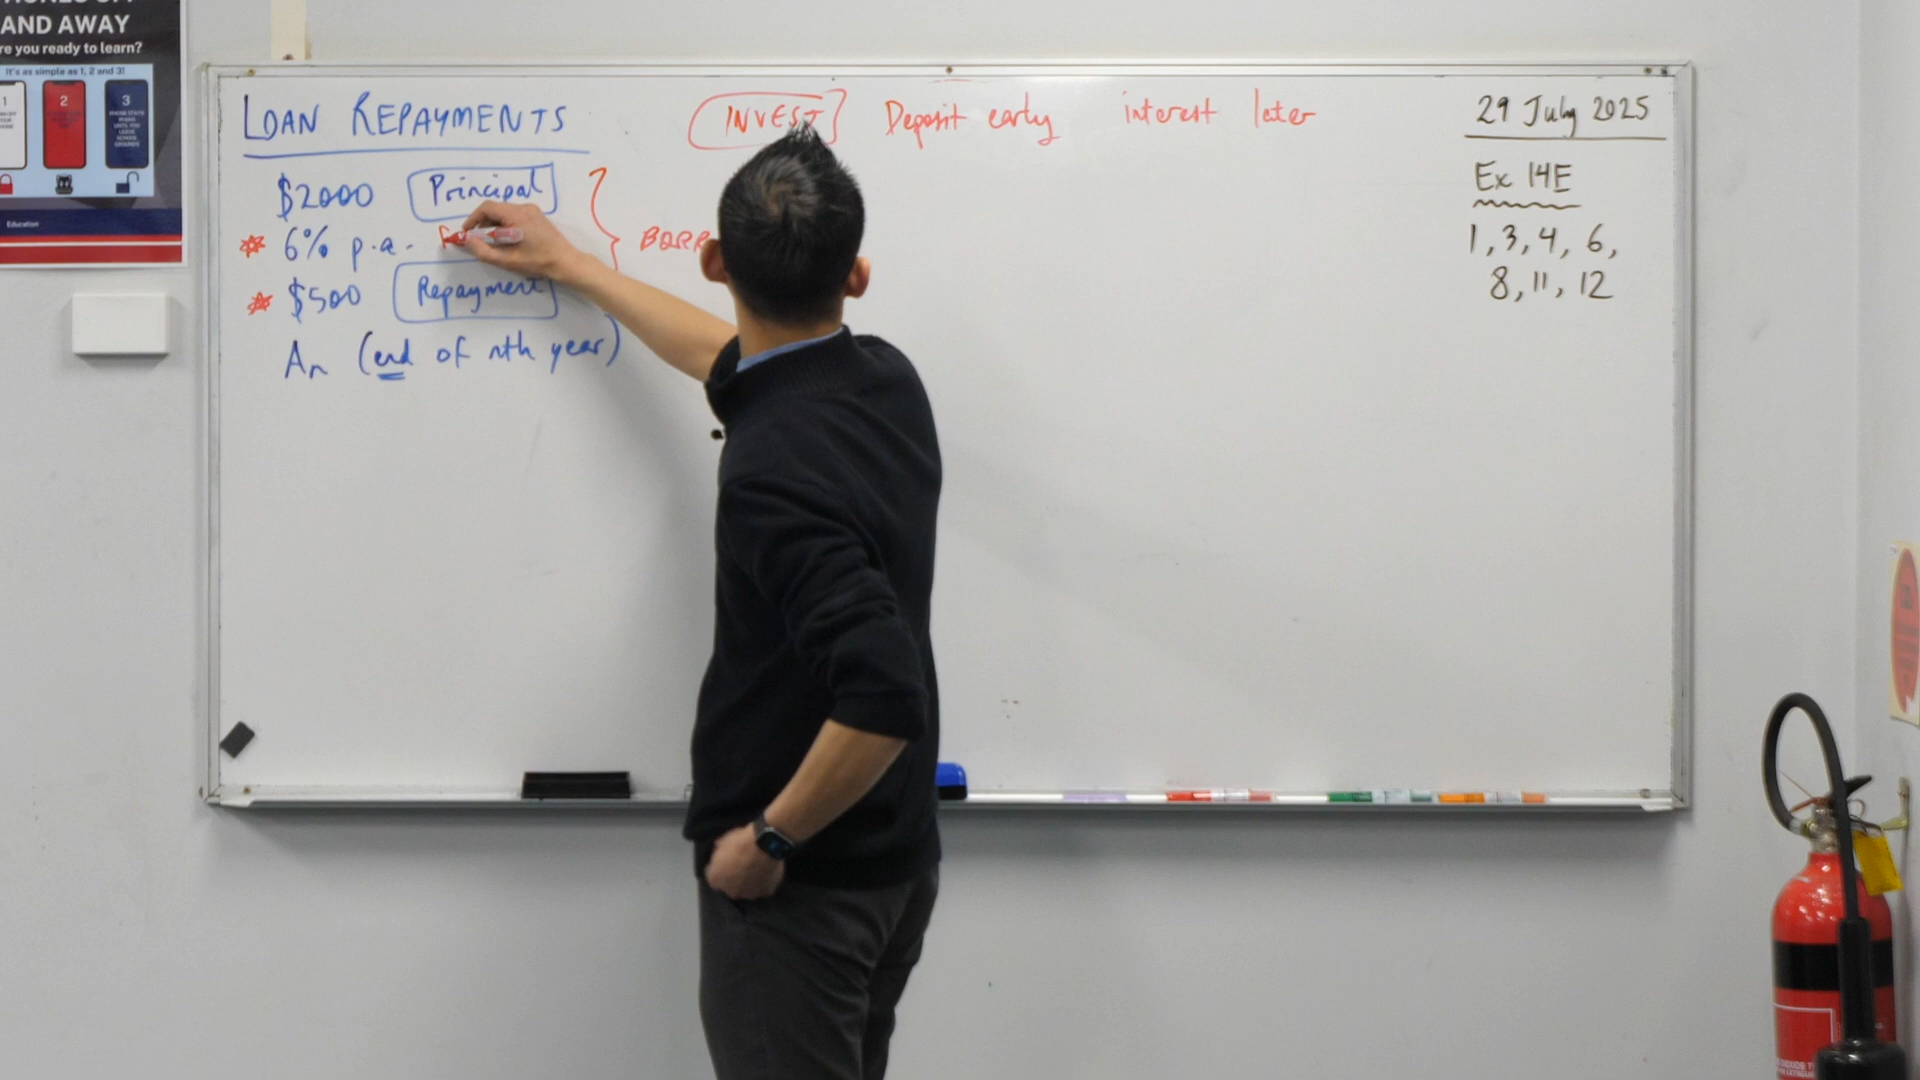 AND AWAY
re you ready to learn?
It's as simple as 1, 2 and 3!
1
2
3
Education
LOAN REPAYMENTS
$2000 Principal
6% p.a.
$500 Repayment
An (end of nth year)
BORR
INVEST Deposit early interest later
29 July 2025
Ex 14E
1, 3, 4, 6,
8, 11, 12